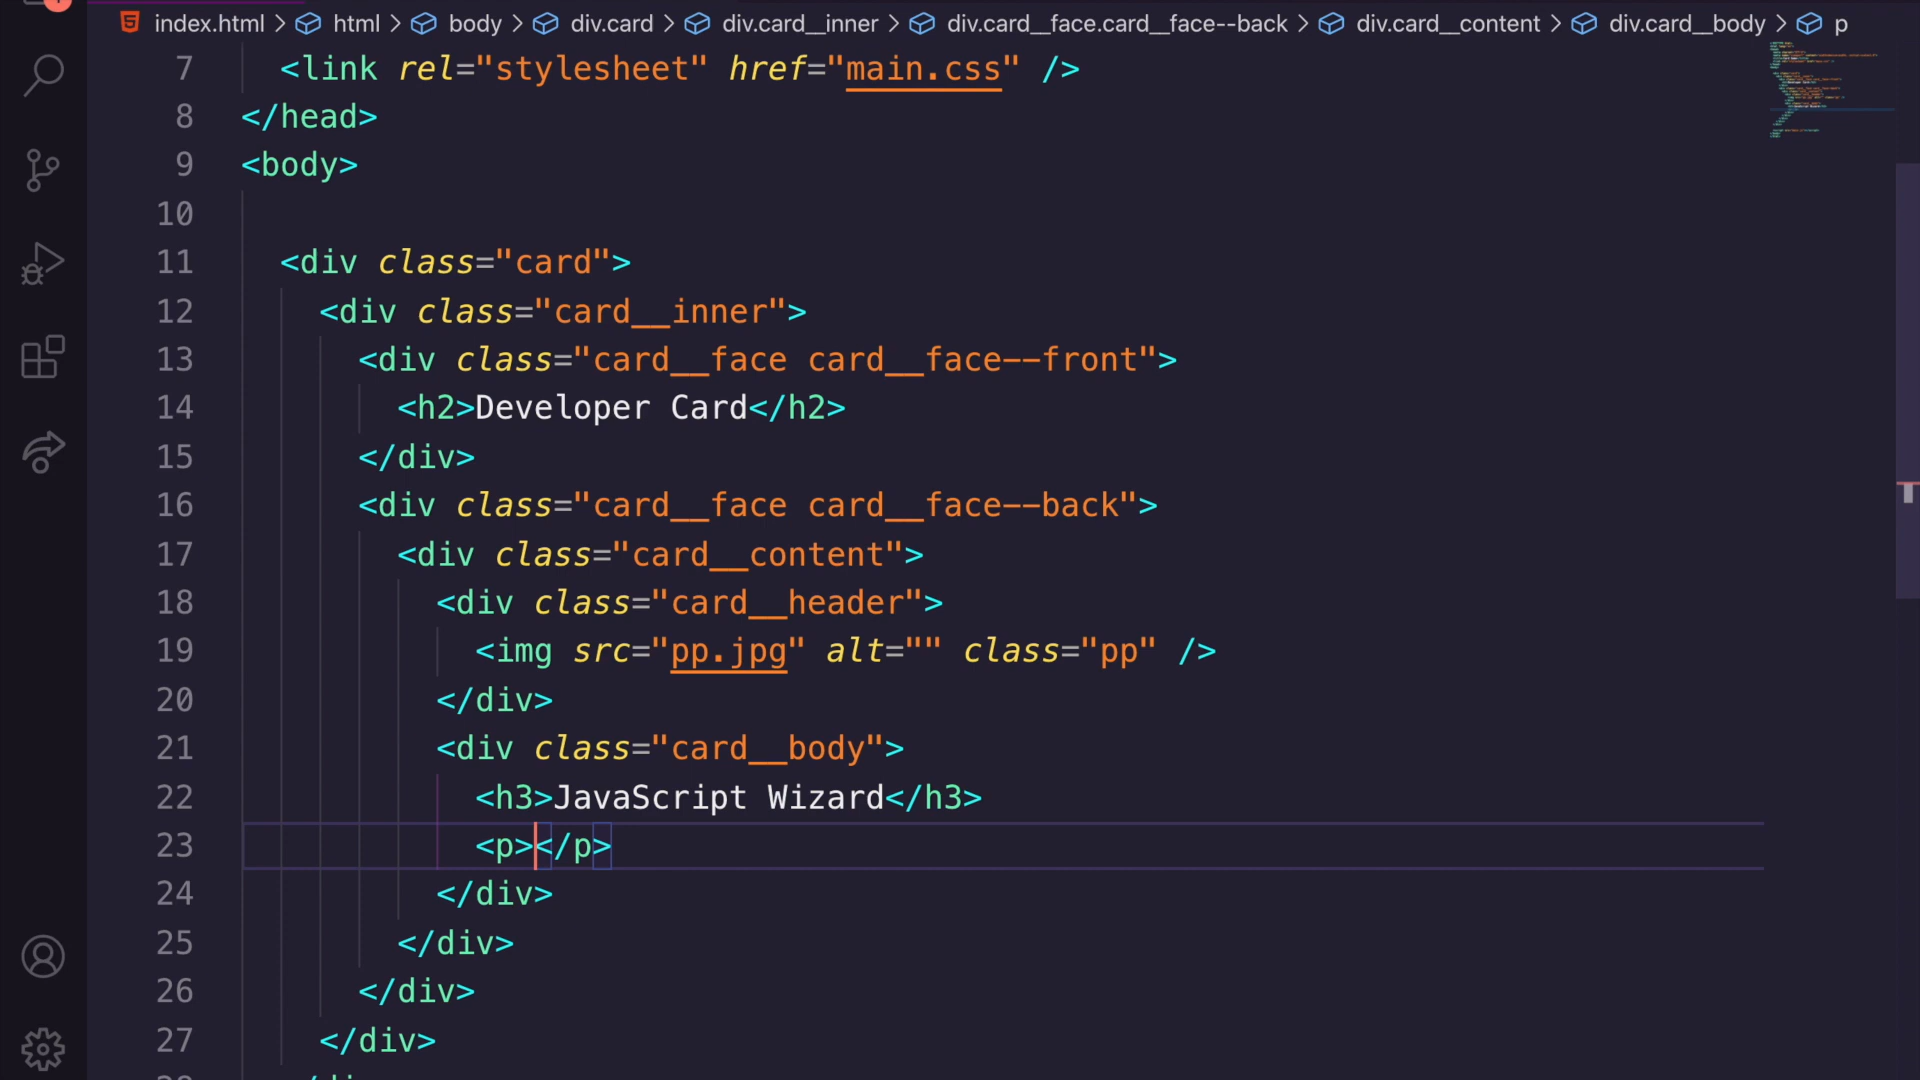 index.html > html > body > div.card > div.card__inner > div.card__face.card__face--back > div.card__content > div.card__body > p
7 <link rel="stylesheet" href="main.css" />
8 </head>
9 <body>
10
11 <div class="card">
12 <div class="card__inner">
13 <div class="card__face card__face--front">
14 <h2>Developer Card</h2>
15 </div>
16 <div class="card__face card__face--back">
17 <div class="card__content">
18 <div class="card__header">
19 <img src="pp.jpg" alt="" class="pp" />
20 </div>
21 <div class="card__body">
22 <h3>JavaScript Wizard</h3>
23 <p></p>
24 </div>
25 </div>
26 </div>
27 </div>